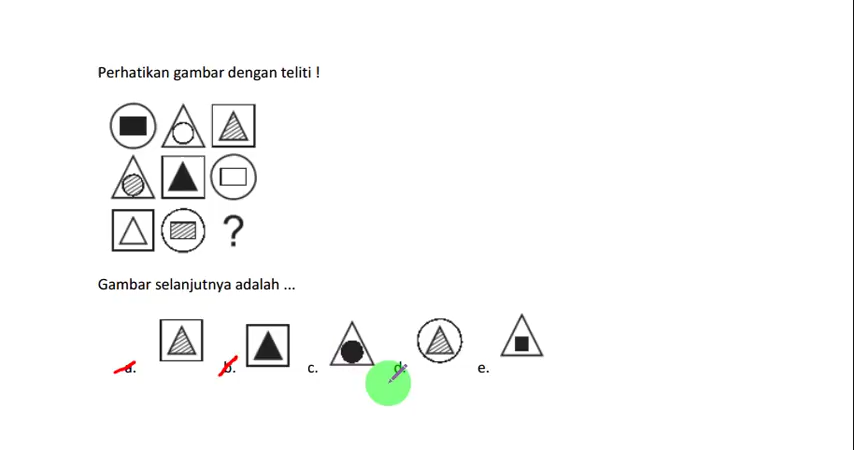 Perhatikan gambar dengan teliti !
?
Gambar selanjutnya adalah ...
a. b. c. d. e.